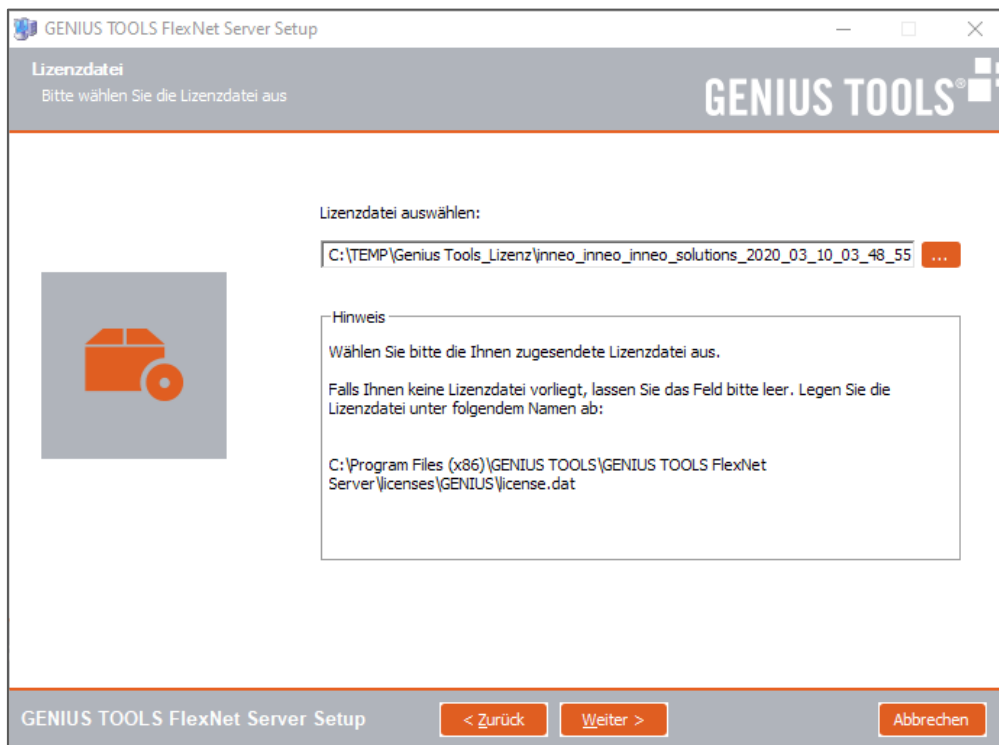 GENIUS TOOLS FlexNet Server Setup
Lizenzdatei
Bitte wählen Sie die Lizenzdatei aus
GENIUS TOOLS®
Lizenzdatei auswählen:
C:\TEMP\Genius Tools_Lizenz\inneo_inneo_inneo_solutions_2020_03_10_03_48_55
...
Hinweis
Wählen Sie bitte die Ihnen zugesendete Lizenzdatei aus.
Falls Ihnen keine Lizenzdatei vorliegt, lassen Sie das Feld bitte leer. Legen Sie die
Lizenzdatei unter folgendem Namen ab:
C:\Program Files (x86)\GENIUS TOOLS\GENIUS TOOLS FlexNet
Server\licenses\GENIUS\license.dat
GENIUS TOOLS FlexNet Server Setup
< Zurück
Weiter >
Abbrechen